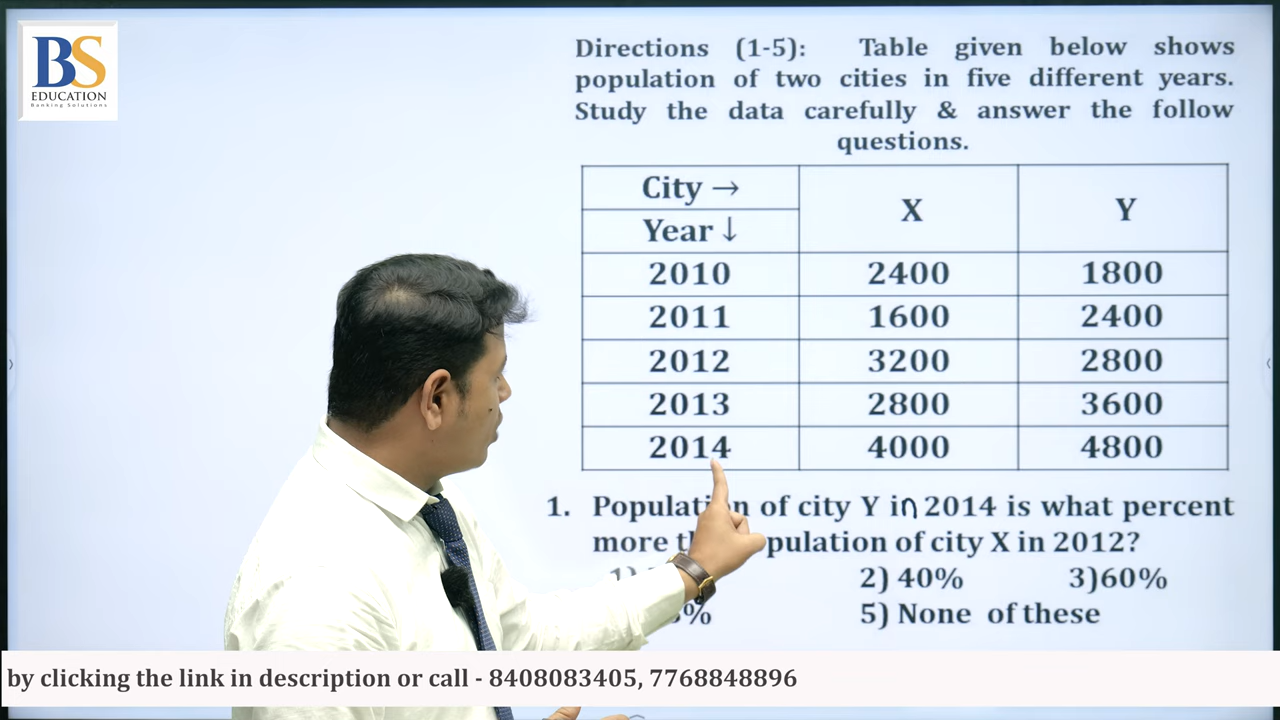 BS
EDUCATION
Banking Solutions
Directions (1-5): Table given below shows
population of two cities in five different years.
Study the data carefully & answer the follow
questions.
City → X Y
Year ↓
2010 2400 1800
2011 1600 2400
2012 3200 2800
2013 2800 3600
2014 4000 4800
1. Population of city Y in 2014 is what percent
more population of city X in 2012?
2) 40% 3)60%
5) None of these
by clicking the link in description or call - 8408083405, 7768848896